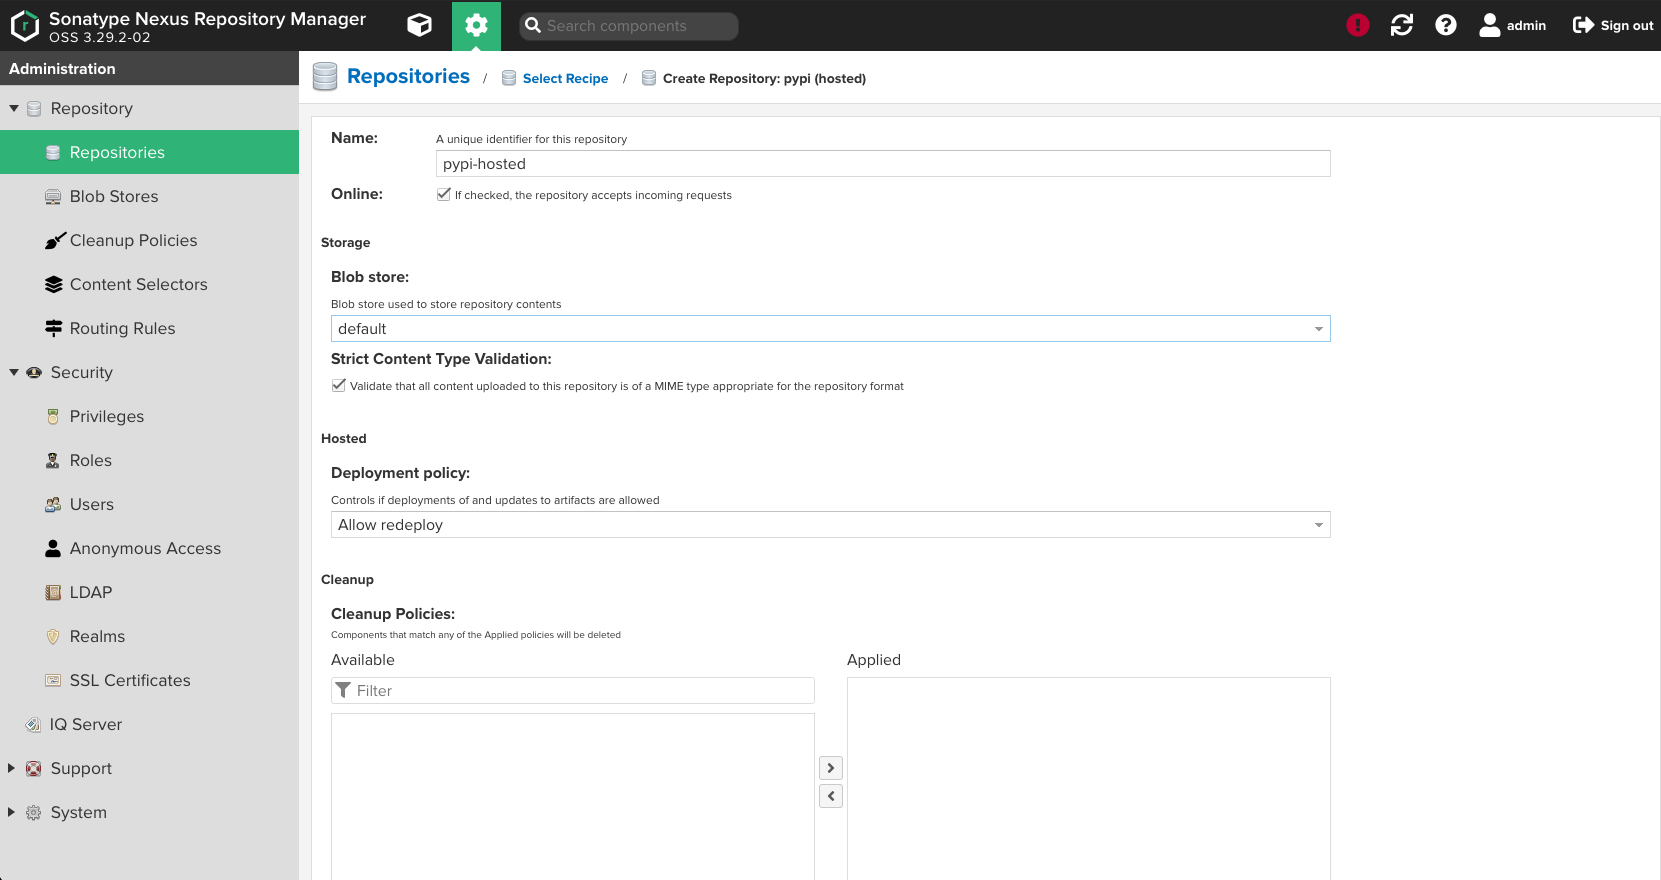 Sonatype Nexus Repository Manager
OSS 3.29.2-02
Search components
admin
Sign out
Administration
Repository
Repositories
Blob Stores
Cleanup Policies
Content Selectors
Routing Rules
Security
Privileges
Roles
Users
Anonymous Access
LDAP
Realms
SSL Certificates
IQ Server
Support
System
Repositories / Select Recipe / Create Repository: pypi (hosted)
Name: A unique identifier for this repository
pypi-hosted
Online: If checked, the repository accepts incoming requests
Storage
Blob store:
Blob store used to store repository contents
default
Strict Content Type Validation:
Validate that all content uploaded to this repository is of a MIME type appropriate for the repository format
Hosted
Deployment policy:
Controls if deployments of and updates to artifacts are allowed
Allow redeploy
Cleanup
Cleanup Policies:
Components that match any of the Applied policies will be deleted
Available
Applied
Filter